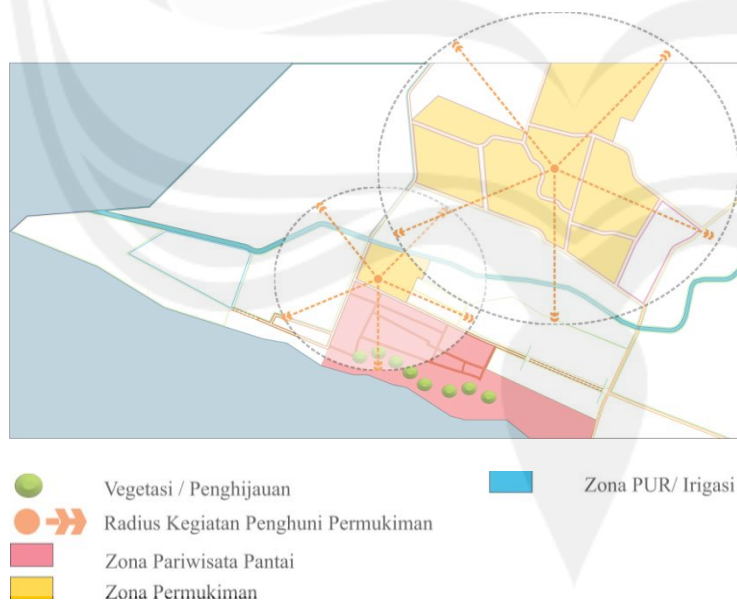 Vegetasi / Penghijauan
Zona PUR/ Irigasi
Radius Kegiatan Penghuni Permukiman
Zona Pariwisata Pantai
Zona Permukiman